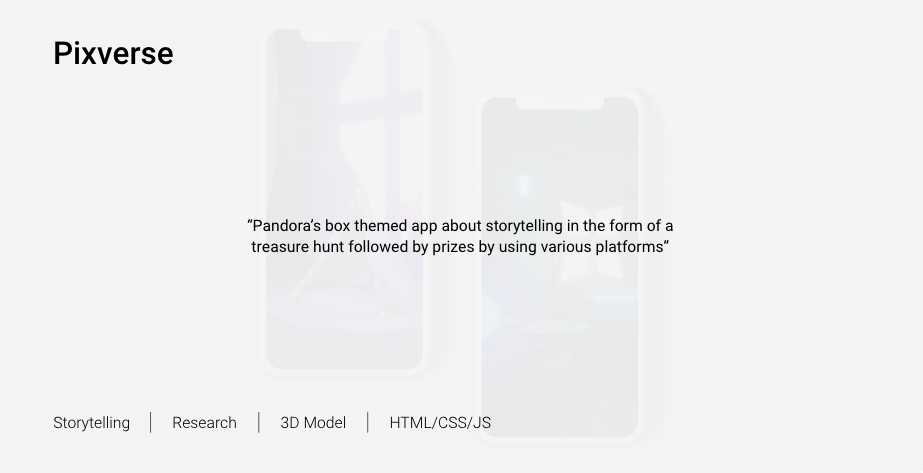 Pixverse
“Pandora’s box themed app about storytelling in the form of a
treasure hunt followed by prizes by using various platforms”
Storytelling | Research | 3D Model | HTML/CSS/JS